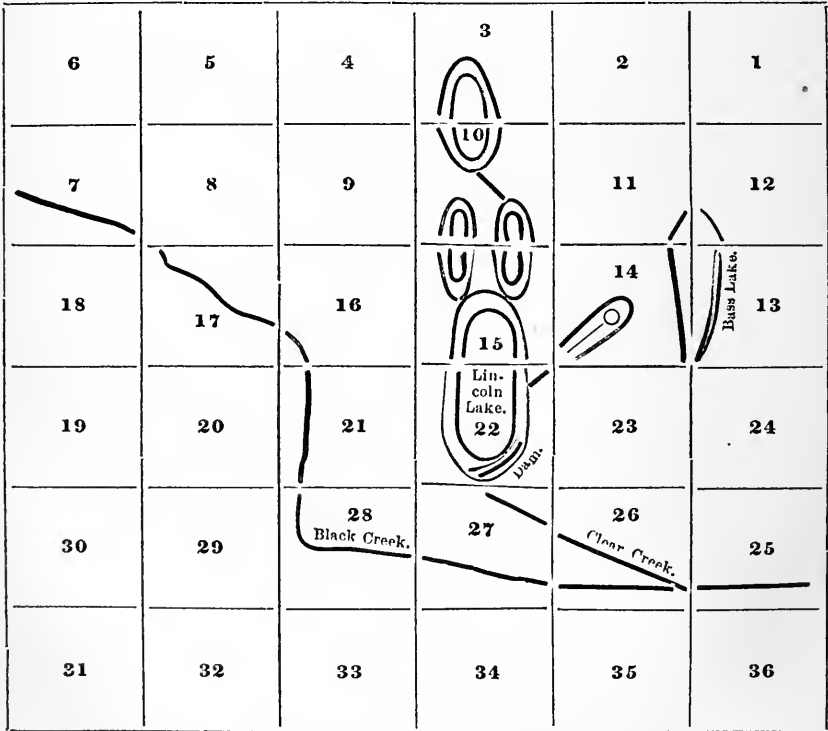 3
6 5 4 2 1
10
7 8 9 11 12
14
18 17 16 15 13
Bass Lake.
Lin-
coln
Lake.
19 20 21 22 23 24
Dam.
28 26
30 29 27 25
Black Creek.
Clear Creek.
31 32 33 34 35 36